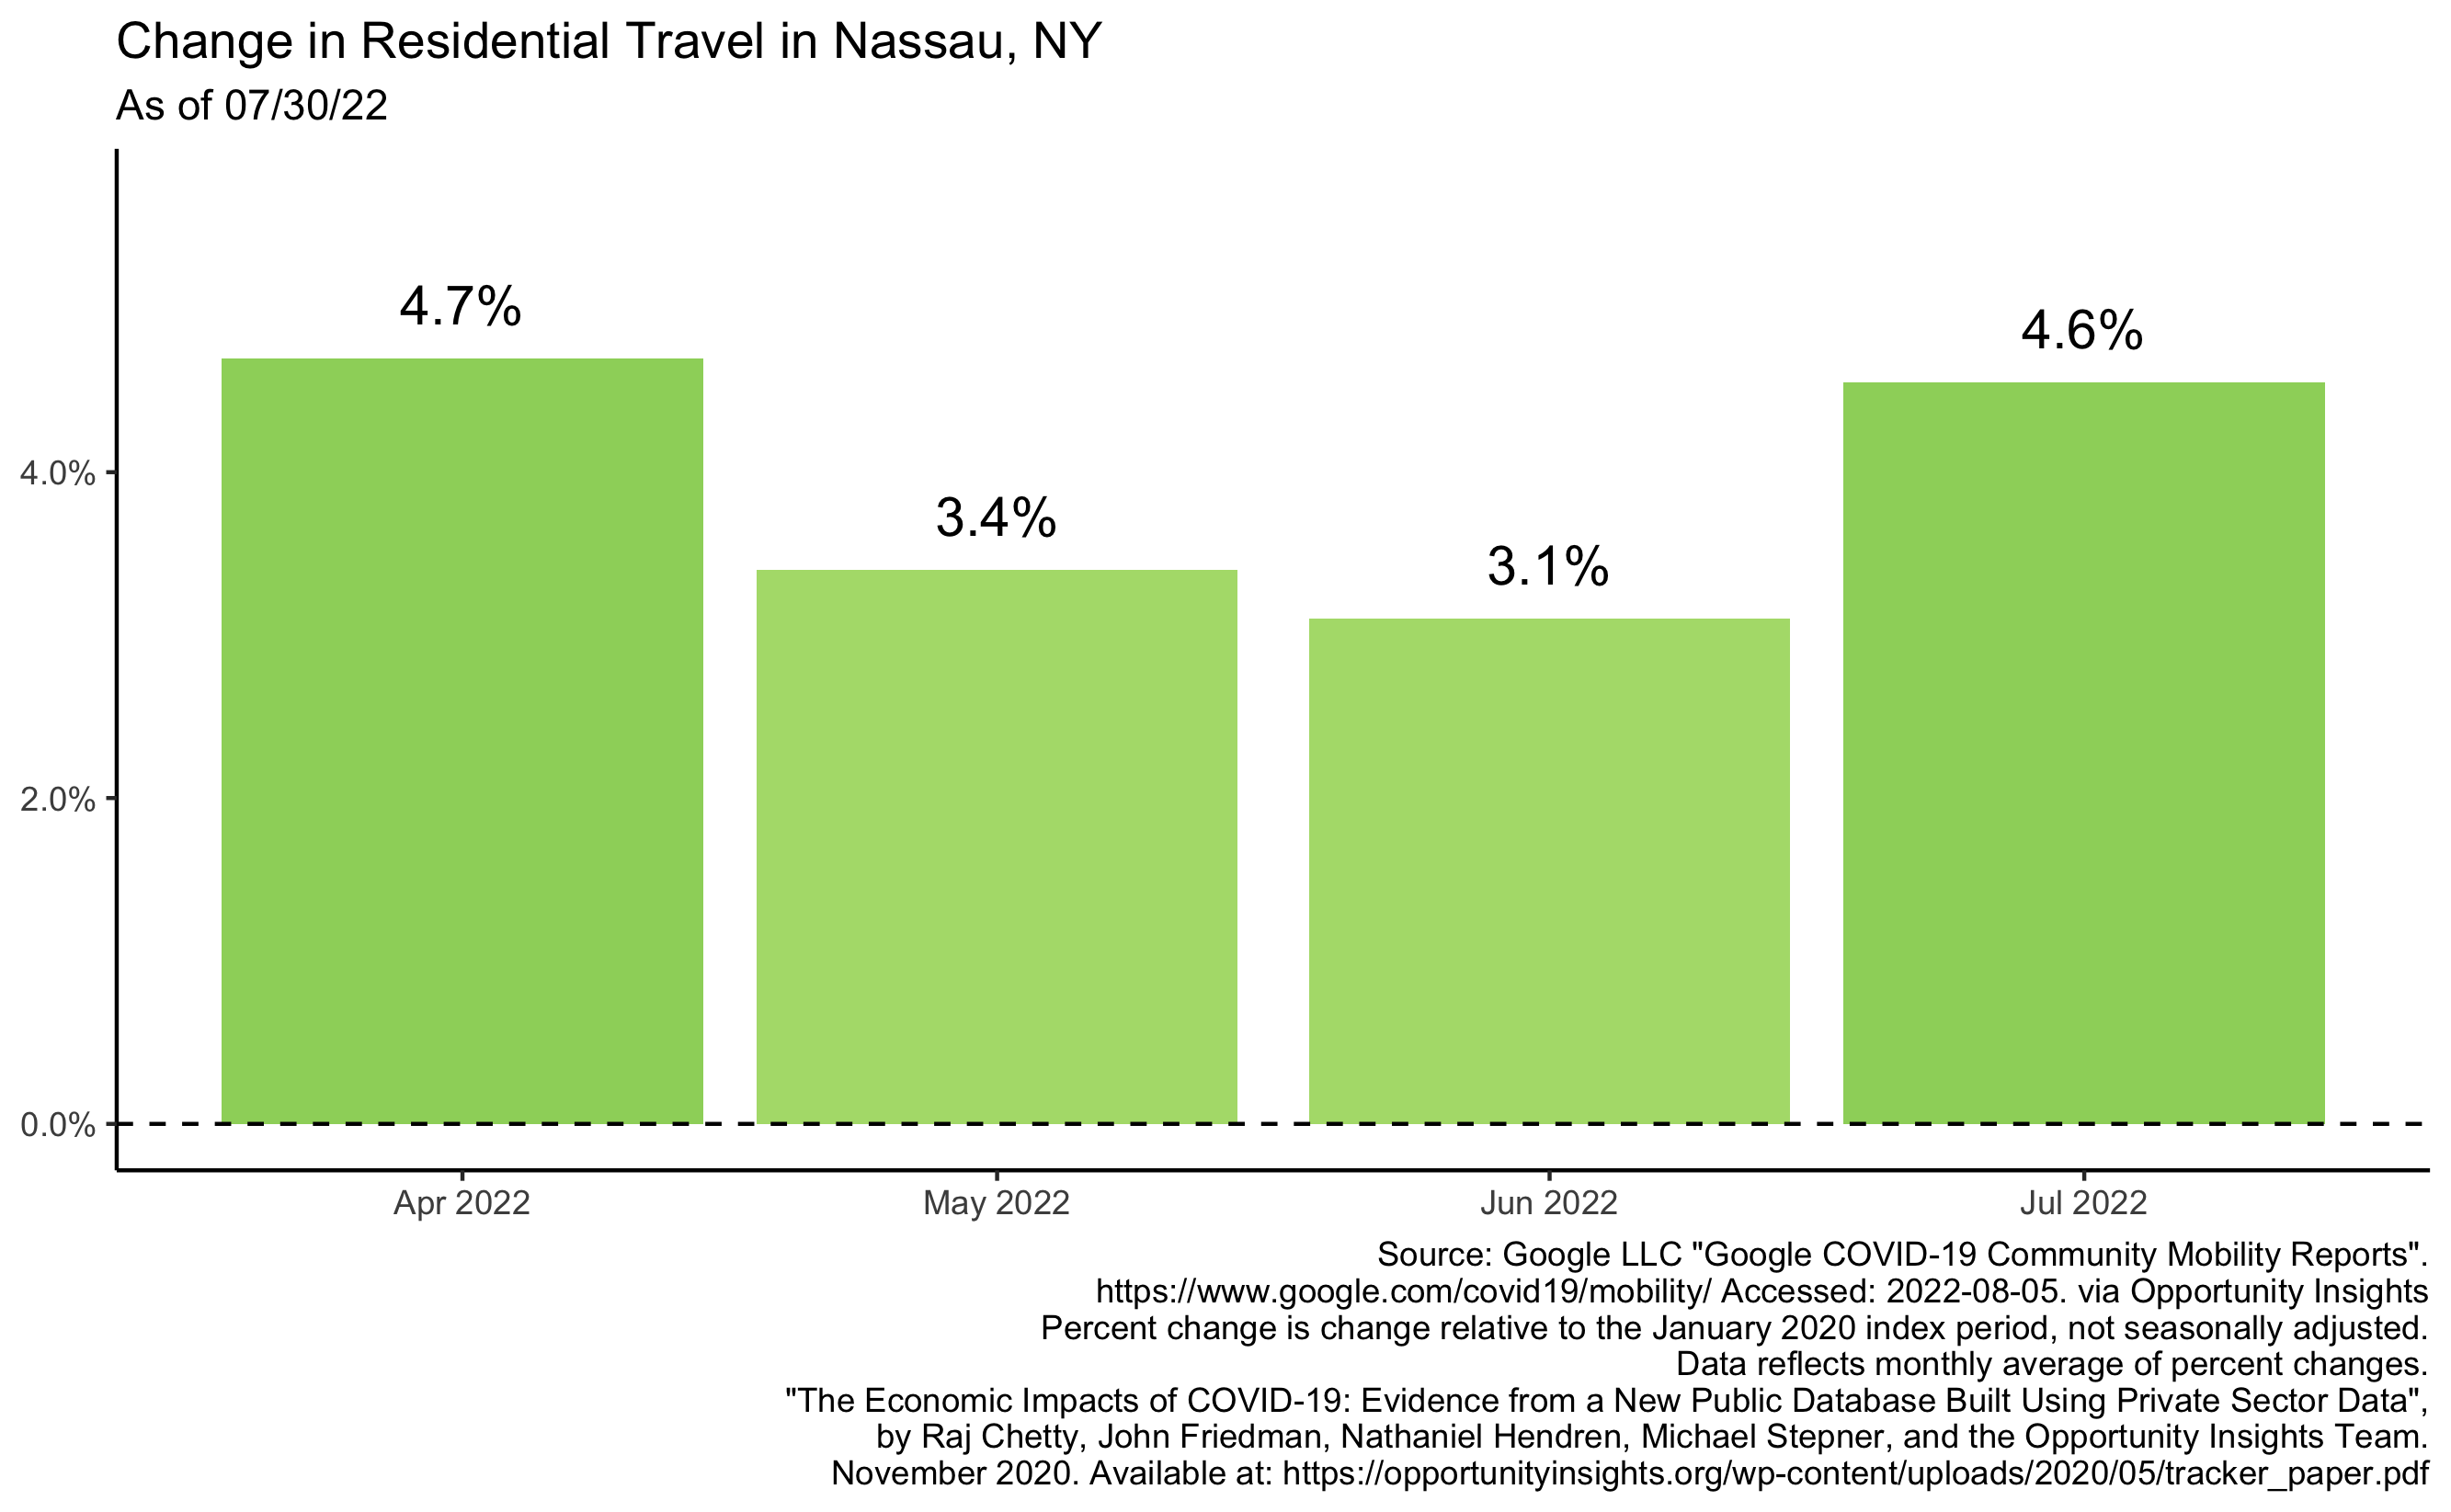 Change in Residential Travel in Nassau, NY
As of 07/30/22
4.7%
3.4%
3.1%
4.6%
4.0%
2.0%
0.0%
Apr 2022
May 2022
Jun 2022
Jul 2022
Source: Google LLC "Google COVID-19 Community Mobility Reports".
https://www.google.com/covid19/mobility/ Accessed: 2022-08-05. via Opportunity Insights
Percent change is change relative to the January 2020 index period, not seasonally adjusted.
Data reflects monthly average of percent changes.
"The Economic Impacts of COVID-19: Evidence from a New Public Database Built Using Private Sector Data",
by Raj Chetty, John Friedman, Nathaniel Hendren, Michael Stepner, and the Opportunity Insights Team.
November 2020. Available at: https://opportunityinsights.org/wp-content/uploads/2020/05/tracker_paper.pdf